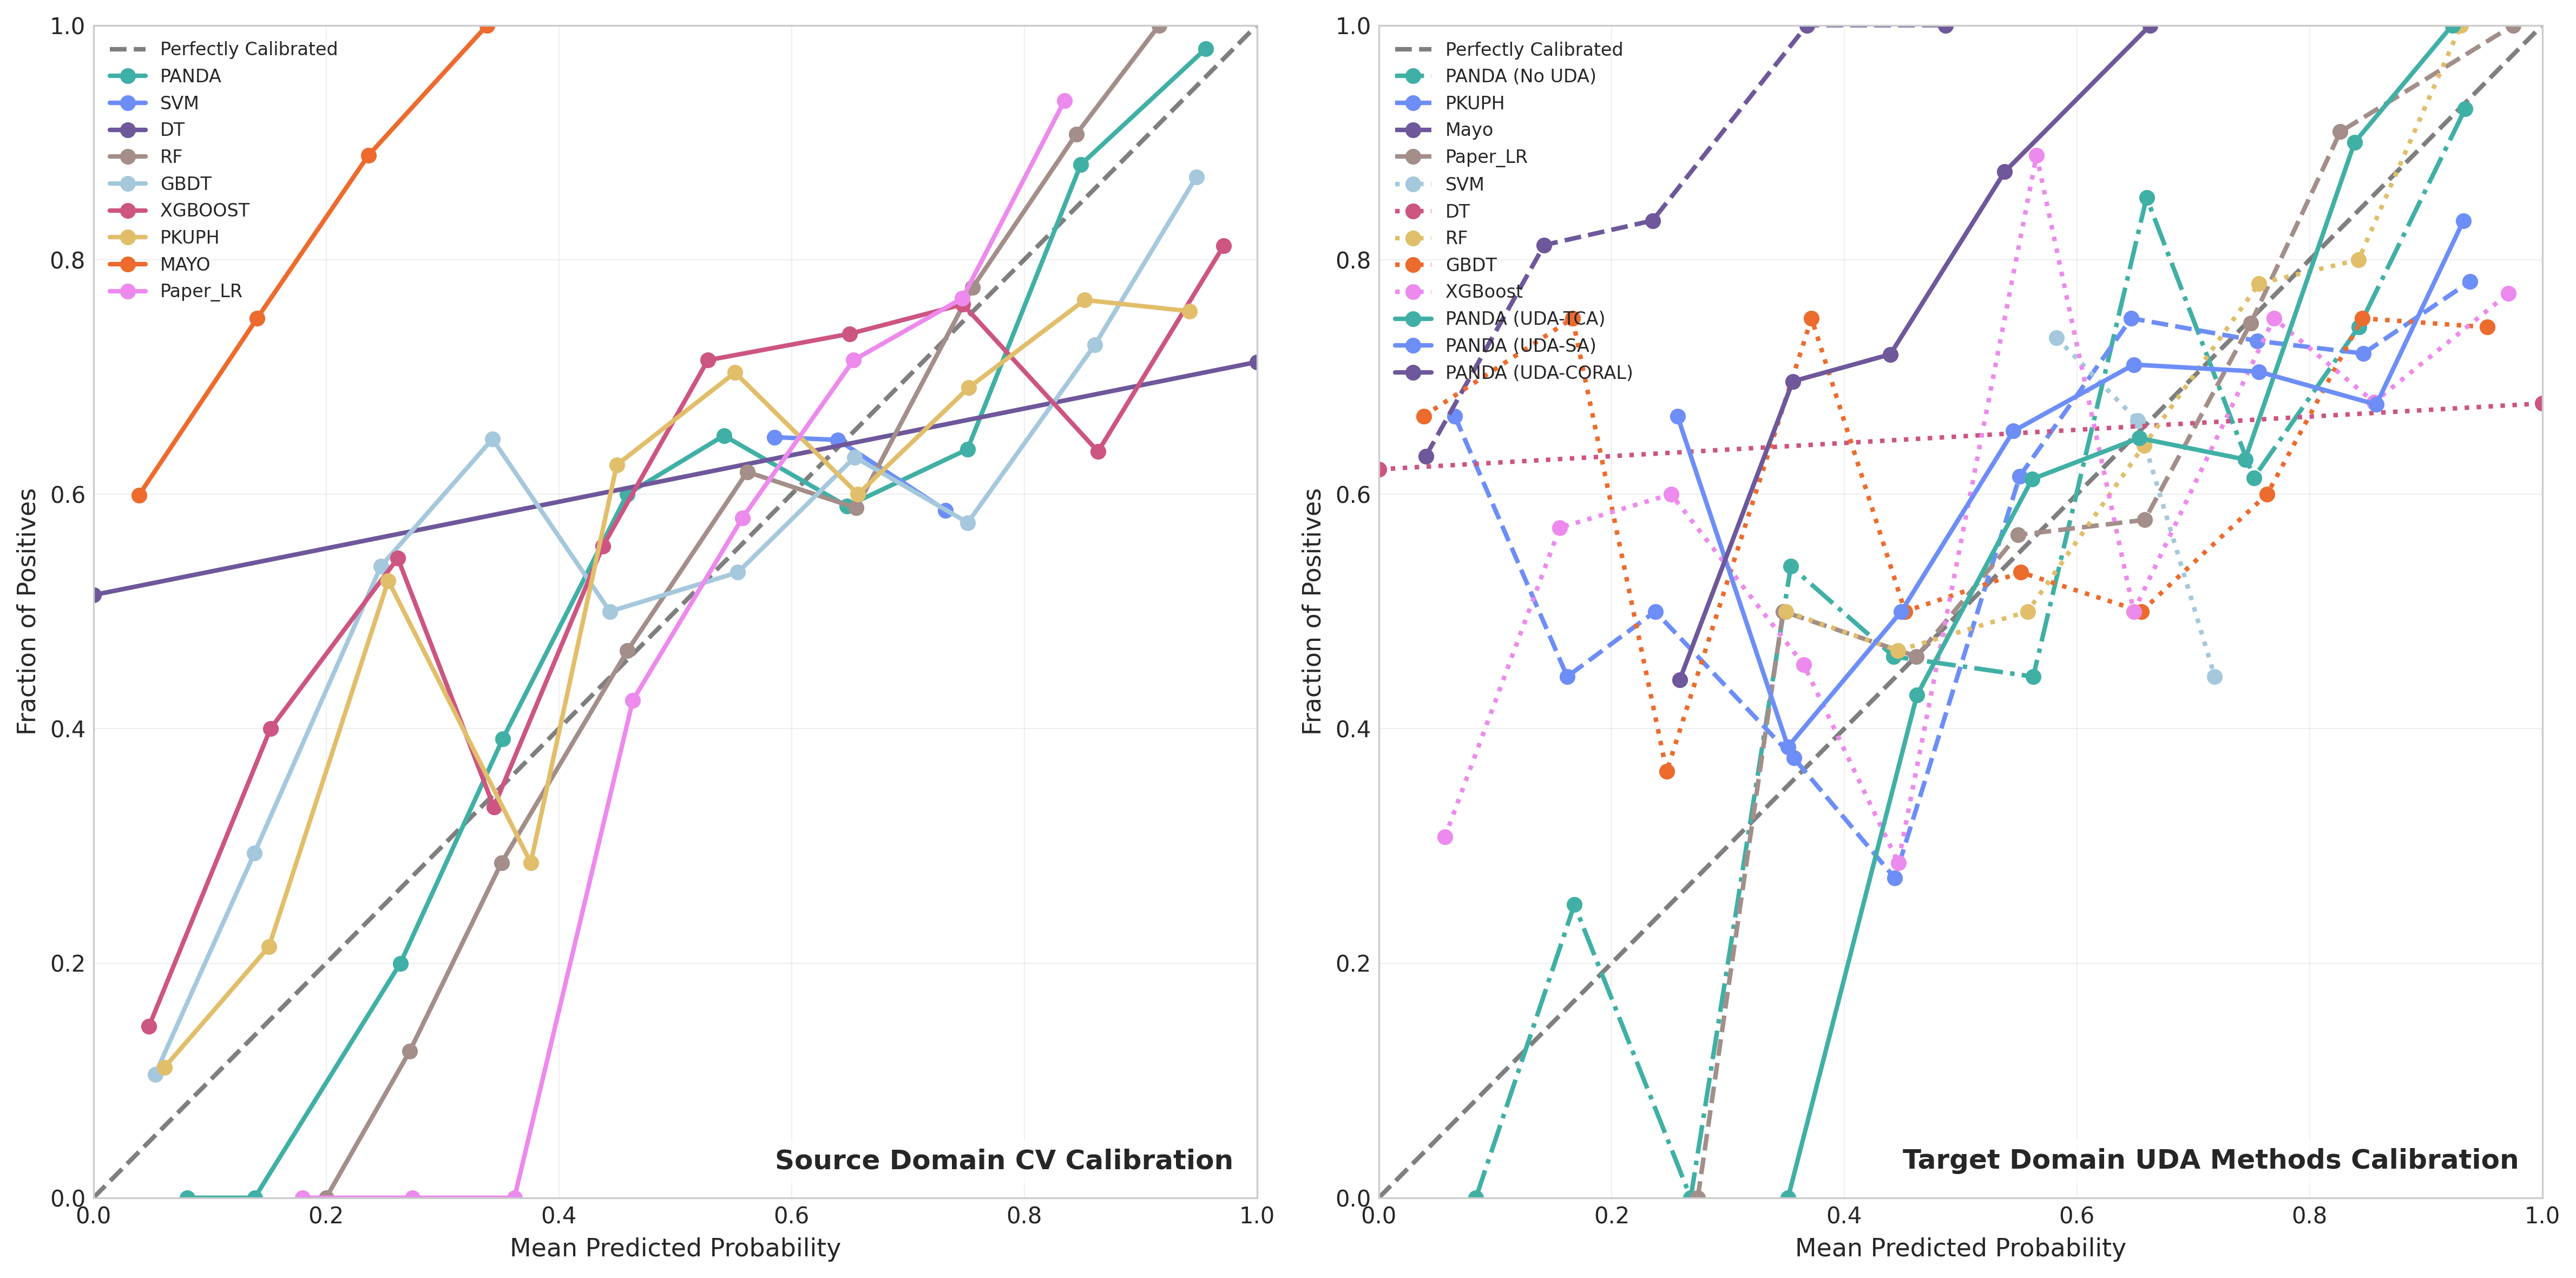 1.0
0.8
0.6
0.4
0.2
0.0
Fraction of Positives
Perfectly Calibrated
PANDA
SVM
DT
RF
GBDT
XGBOOST
PKUPH
MAYO
Paper_LR
Source Domain CV Calibration
0.0 0.2 0.4 0.6 0.8 1.0
Mean Predicted Probability
1.0
0.8
0.6
0.4
0.2
0.0
Fraction of Positives
Perfectly Calibrated
PANDA (No UDA)
PKUPH
Mayo
Paper_LR
SVM
DT
RF
GBDT
XGBoost
PANDA (UDA-TCA)
PANDA (UDA-SA)
PANDA (UDA-CORAL)
Target Domain UDA Methods Calibration
0.0 0.2 0.4 0.6 0.8 1.0
Mean Predicted Probability